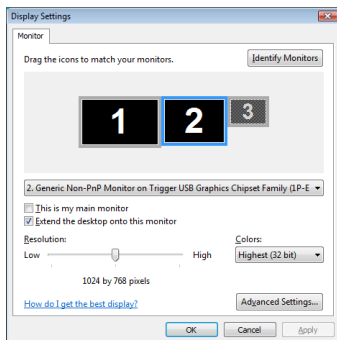 Display Settings
Monitor
Drag the icons to match your monitors.
Identify Monitors
1
2
3
2. Generic Non-PnP Monitor on Trigger USB Graphics Chipset Family (1P-E
This is my main monitor
Extend the desktop onto this monitor
Resolution:
Colors:
Low
High
Highest (32 bit)
1024 by 768 pixels
How do I get the best display?
Advanced Settings...
OK
Cancel
Apply